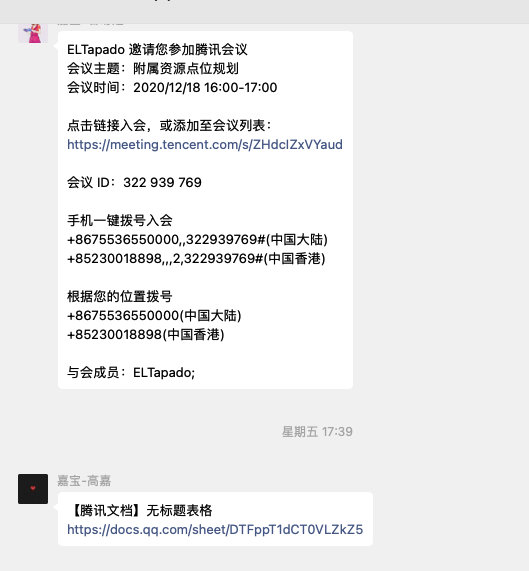 ELTapado 邀请您参加腾讯会议
会议主题：附属资源点位规划
会议时间：2020/12/18 16:00-17:00
点击链接入会，或添加至会议列表：
https://meeting.tencent.com/s/ZHdclZxVYaud
会议 ID：322 939 769
手机一键拨号入会
+8675536550000,,322939769#(中国大陆)
+85230018898,,,2,322939769#(中国香港)
根据您的位置拨号
+8675536550000(中国大陆)
+85230018898(中国香港)
与会成员：ELTapado;
星期五 17:39
嘉宝-高嘉
【腾讯文档】无标题表格
https://docs.qq.com/sheet/DTFppT1dCT0VLZkZ5